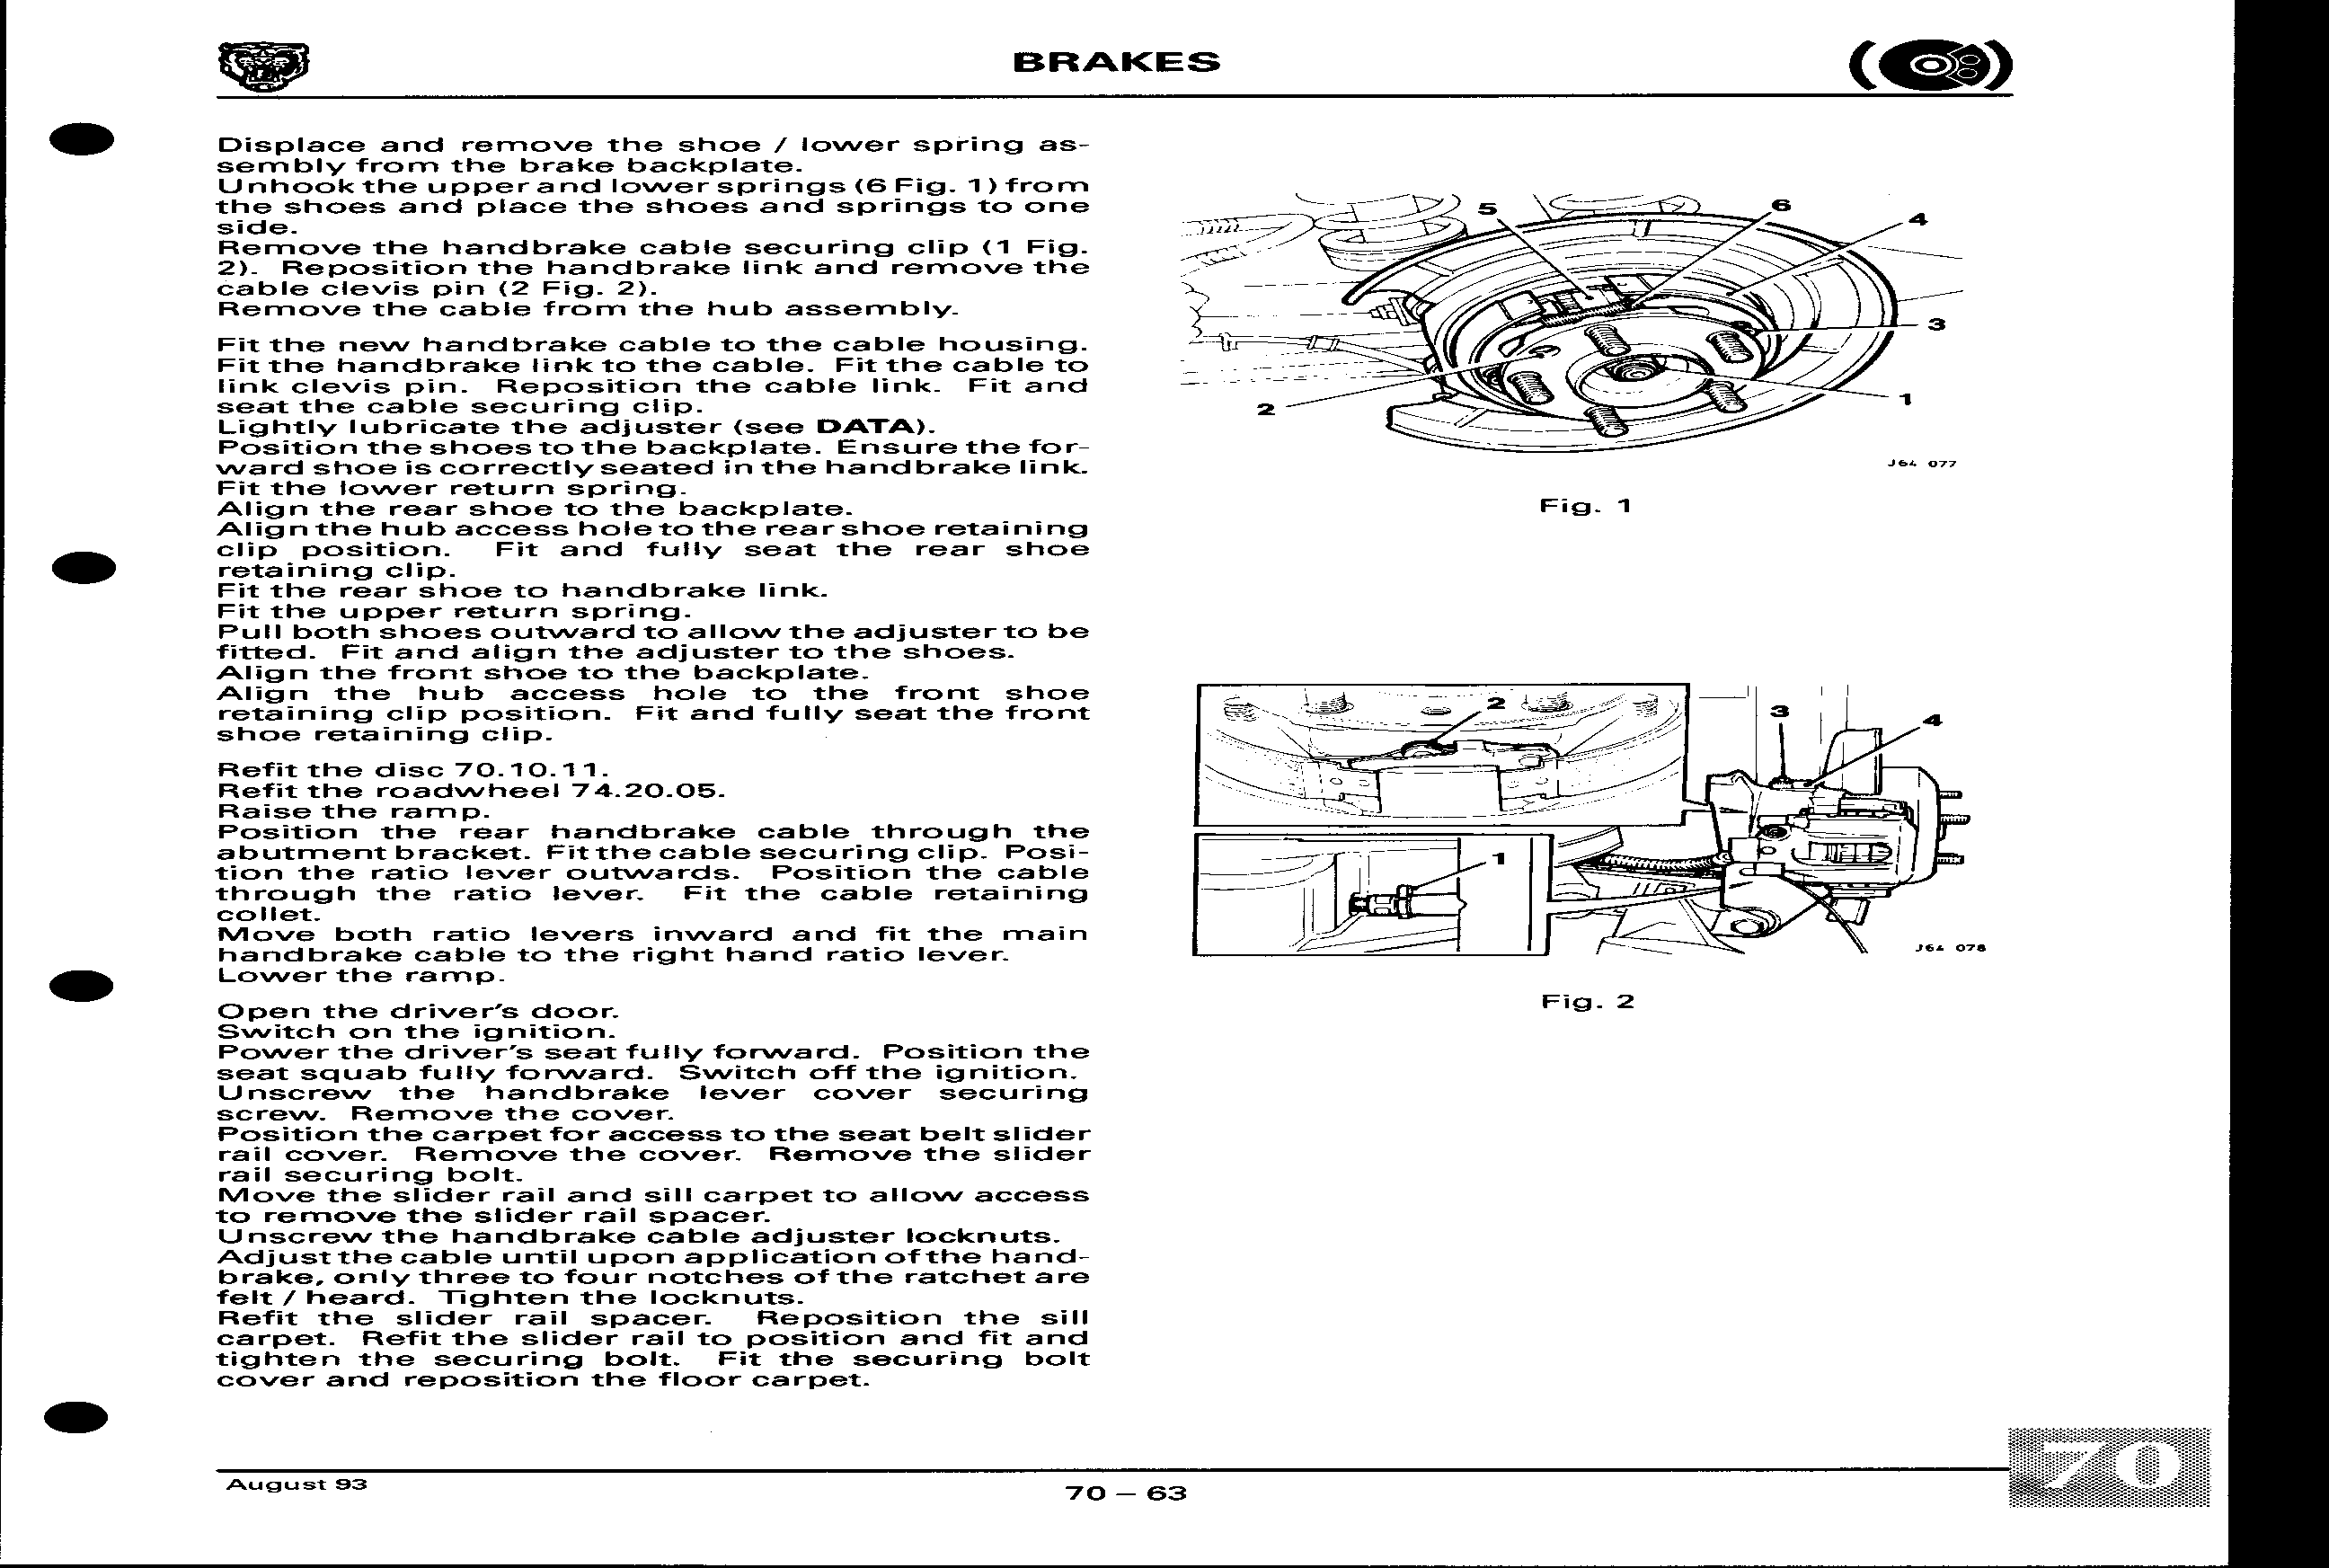 BRAKES
Displace and remove the shoe / lower spring as-
sembly from the brake backplate.
Unhook the upper and lower springs (6 Fig. 1) from
the shoes and place the shoes and springs to one
side.
Remove the handbrake cable securing clip (1 Fig.
2). Reposition the handbrake link and remove the
cable clevis pin (2 Fig. 2).
Remove the cable from the hub assembly.
Fit the new handbrake cable to the cable housing.
Fit the handbrake link to the cable. Fit the cable to
link clevis pin. Reposition the cable link. Fit and
seat the cable securing clip.
Lightly lubricate the adjuster (see DATA).
Position the shoes to the backplate. Ensure the for-
ward shoe is correctly seated in the handbrake link.
Fit the lower return spring.
Align the rear shoe to the backplate.
Align the hub access hole to the rear shoe retaining
clip position. Fit and fully seat the rear shoe
retaining clip.
Fit the rear shoe to handbrake link.
Fit the upper return spring.
Pull both shoes outward to allow the adjuster to be
fitted. Fit and align the adjuster to the shoes.
Align the front shoe to the backplate.
Align the hub access hole to the front shoe
retaining clip position. Fit and fully seat the front
shoe retaining clip.
Refit the disc 70.10.11.
Refit the roadwheel 74.20.05.
Raise the ramp.
Position the rear handbrake cable through the
abutment bracket. Fit the cable securing clip. Posi-
tion the ratio lever outwards. Position the cable
through the ratio lever. Fit the cable retaining
collet.
Move both ratio levers inward and fit the main
handbrake cable to the right hand ratio lever.
Lower the ramp.
Open the driver's door.
Switch on the ignition.
Power the driver's seat fully forward. Position the
seat squab fully forward. Switch off the ignition.
Unscrew the handbrake lever cover securing
screw. Remove the cover.
Position the carpet for access to the seat belt slider
rail cover. Remove the cover. Remove the slider
rail securing bolt.
Move the slider rail and sill carpet to allow access
to remove the slider rail spacer.
Unscrew the handbrake cable adjuster locknuts.
Adjust the cable until upon application of the hand-
brake, only three to four notches of the ratchet are
felt / heard. Tighten the locknuts.
Refit the slider rail spacer. Reposition the sill
carpet. Refit the slider rail to position and fit and
tighten the securing bolt. Fit the securing bolt
cover and reposition the floor carpet.
5
6
4
3
2
1
J64 077
Fig. 1
2
3
4
1
J64 078
Fig. 2
August 93
70 – 63
70